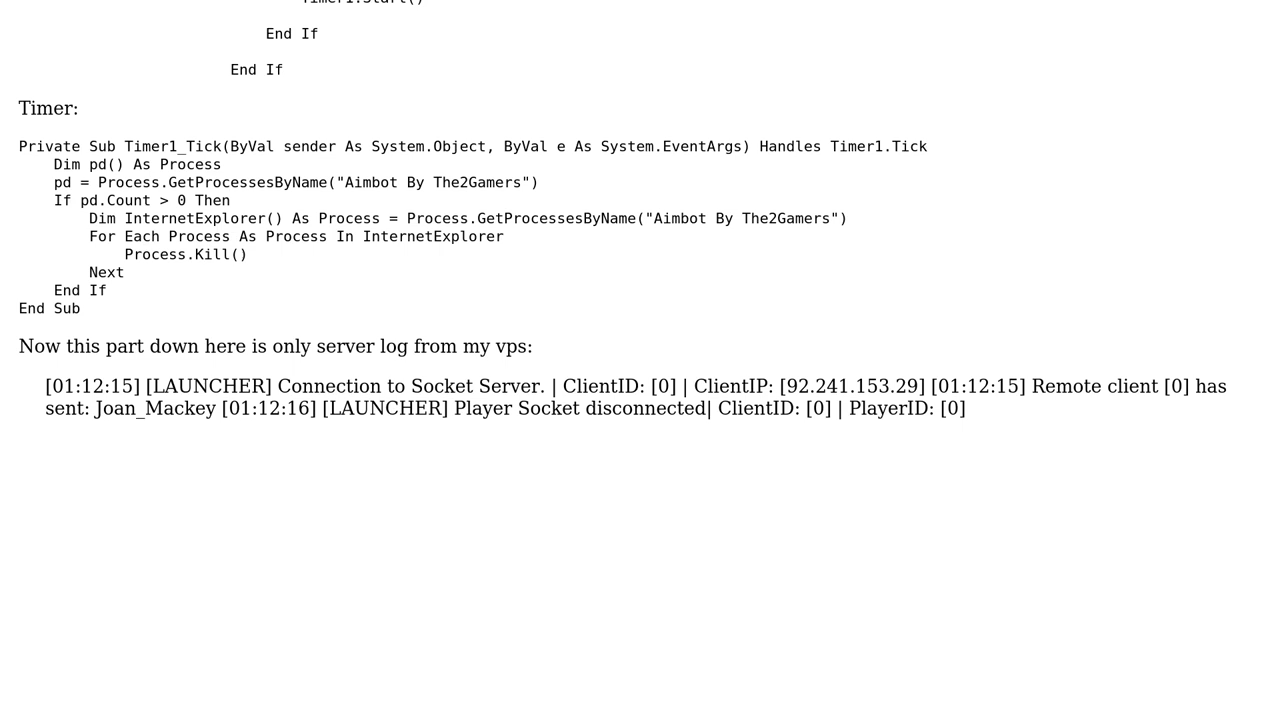 Timer1.Start()
End If
End If
Timer:
Private Sub Timer1_Tick(ByVal sender As System.Object, ByVal e As System.EventArgs) Handles Timer1.Tick
Dim pd() As Process
pd = Process.GetProcessesByName("Aimbot By The2Gamers")
If pd.Count > 0 Then
Dim InternetExplorer() As Process = Process.GetProcessesByName("Aimbot By The2Gamers")
For Each Process As Process In InternetExplorer
Process.Kill()
Next
End If
End Sub
Now this part down here is only server log from my vps:
[01:12:15] [LAUNCHER] Connection to Socket Server. | ClientID: [0] | ClientIP: [92.241.153.29] [01:12:15] Remote client [0] has
sent: Joan_Mackey [01:12:16] [LAUNCHER] Player Socket disconnected| ClientID: [0] | PlayerID: [0]